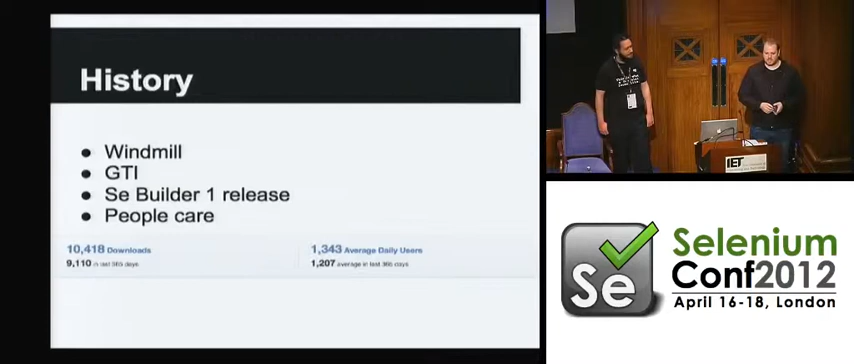 History
Windmill
GTI
Se Builder 1 release
People care
10,418 Downloads
1,343 Average Daily Users
9,110 in last 365 days
1,207 average in last 365 days
IET
Se
Selenium
Conf2012
April 16-18, London